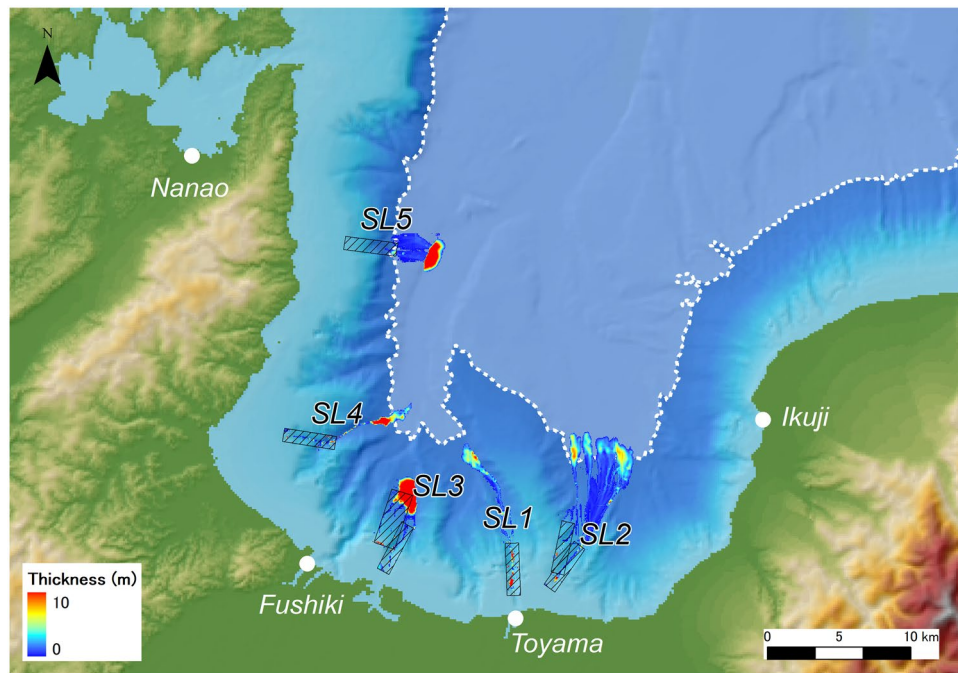 N
Nanao
SL5
SL4
Ikuji
SL3
SL1
SL2
Fushiki
Toyama
Thickness (m)
10
0
0 5 10 km